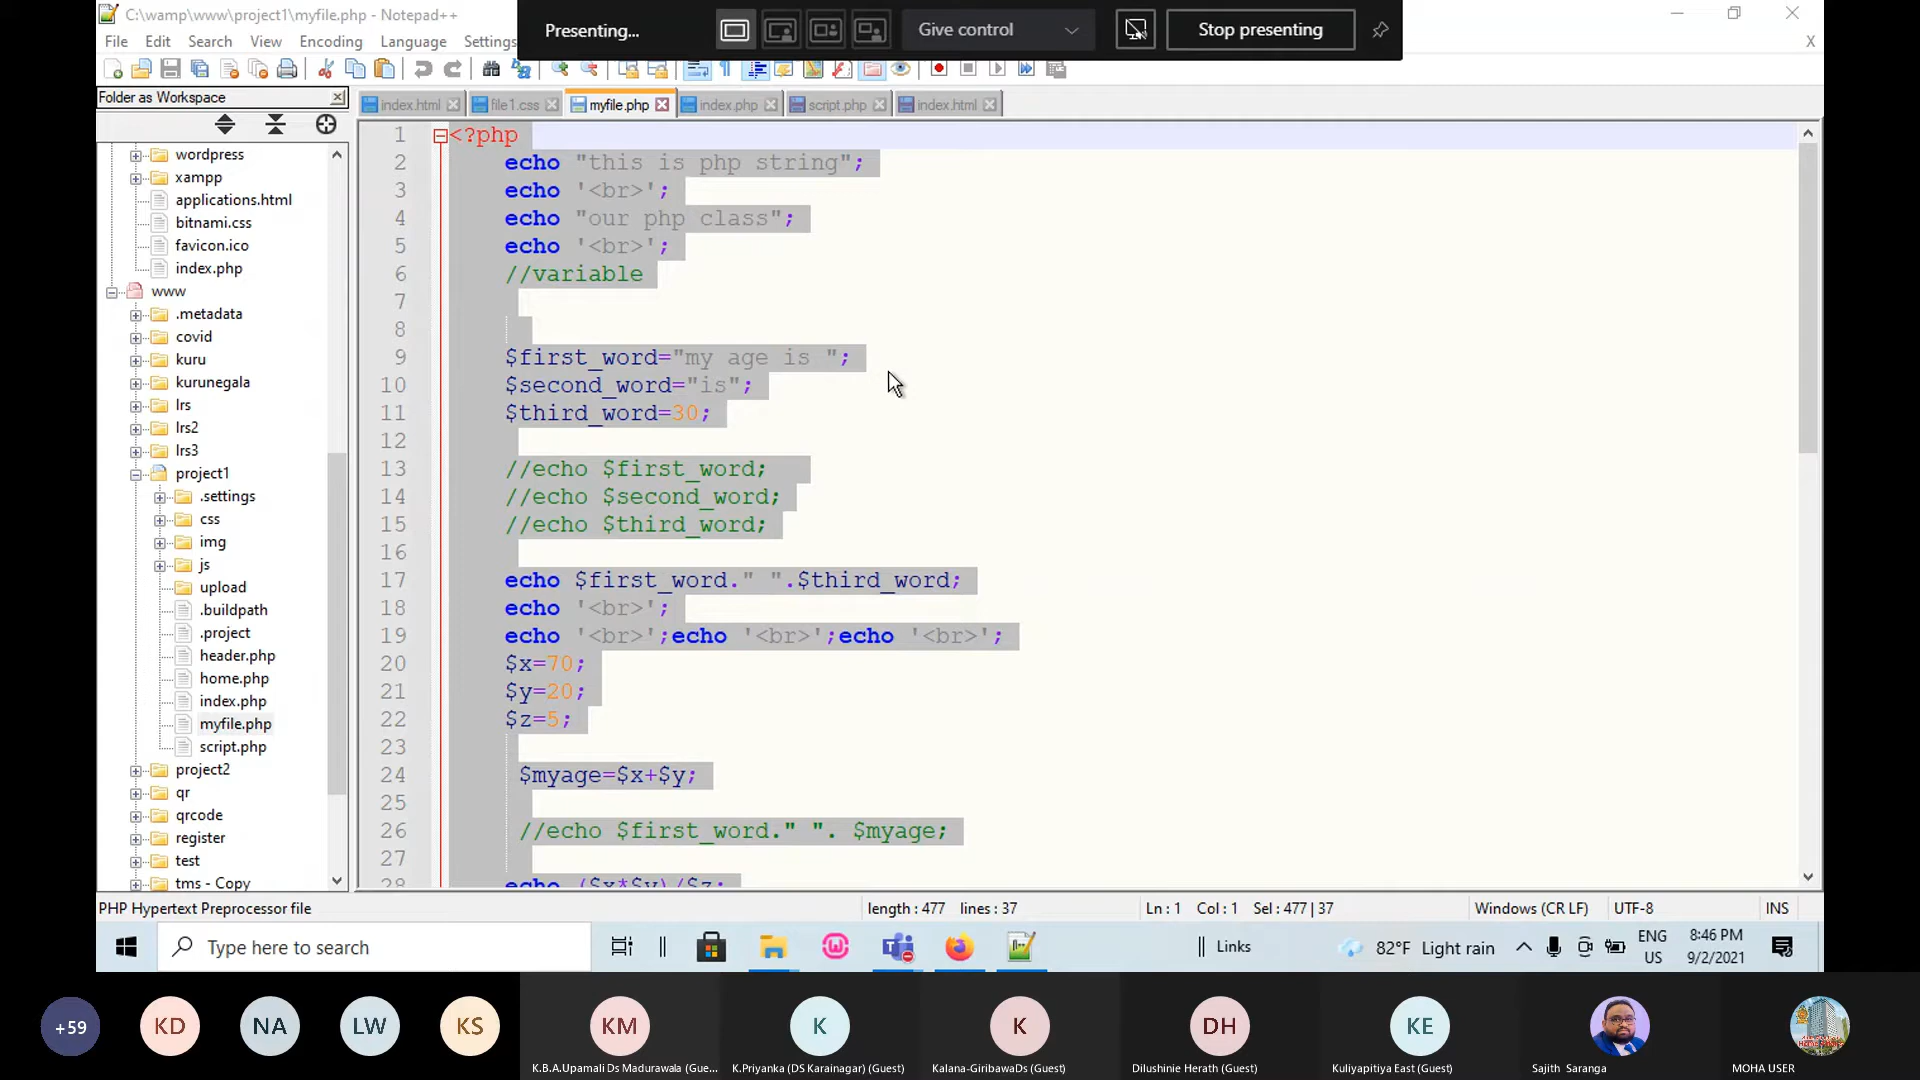 C:\wamp\www\project1\myfile.php - Notepad++
Presenting...
Give control
Stop presenting
File Edit Search View Encoding Language Settings
X
Folder as Workspace
index.html
file1.css
myfile.php
index.php
script.php
index.html
wordpress
xampp
applications.html
bitnami.css
favicon.ico
index.php
www
.metadata
covid
kuru
kurunegala
lrs
lrs2
lrs3
project1
.settings
css
img
js
upload
.buildpath
.project
header.php
home.php
index.php
myfile.php
script.php
project2
qr
qrcode
register
test
tms - Copy
1 <?php
2 echo "this is php string";
3 echo '<br>';
4 echo "our php class";
5 echo '<br>';
6 //variable
7
8
9 $first_word="my age is ";
10 $second_word="is";
11 $third_word=30;
12
13 //echo $first_word;
14 //echo $second_word;
15 //echo $third_word;
16
17 echo $first_word." ".$third_word;
18 echo '<br>';
19 echo '<br>';echo '<br>';echo '<br>';
20 $x=70;
21 $y=20;
22 $z=5;
23
24 $myage=$x+$y;
25
26 //echo $first_word." ". $myage;
27
28 echo ($x*$y)/$z;
PHP Hypertext Preprocessor file
length : 477 lines : 37
Ln : 1 Col : 1 Sel : 477 | 37
Windows (CR LF)
UTF-8
INS
Type here to search
Links
82°F Light rain
ENG
US
8:46 PM
9/2/2021
+59
KD
NA
LW
KS
KM
K
K
DH
KE
K.B.A.Upamali Ds Madurawala (Gue...
K.Priyanka (DS Karainagar) (Guest)
Kalana-GiribawaDs (Guest)
Dilushinie Herath (Guest)
Kuliyapitiya East (Guest)
Sajith Saranga
MOHA USER